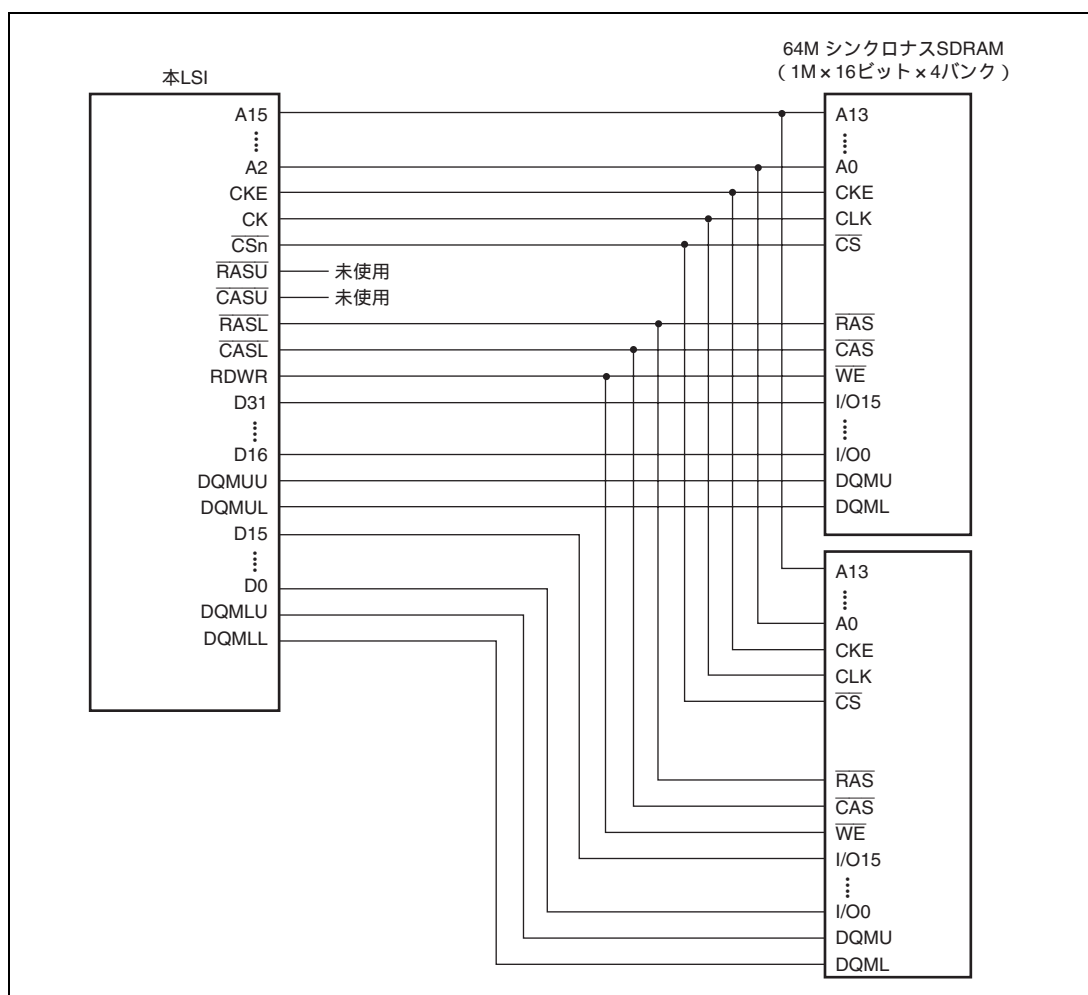 本LSI
A15
A2
CKE
CK
CSn
RASU
CASU
RASL
CASL
RDWR
D31
D16
DQMUU
DQMUL
D15
D0
DQMLU
DQMLL
未使用
未使用
64M シンクロナスSDRAM
（1M×16ビット×4バンク）
A13
A0
CKE
CLK
CS
RAS
CAS
WE
I/O15
I/O0
DQMU
DQML
A13
A0
CKE
CLK
CS
RAS
CAS
WE
I/O15
I/O0
DQMU
DQML